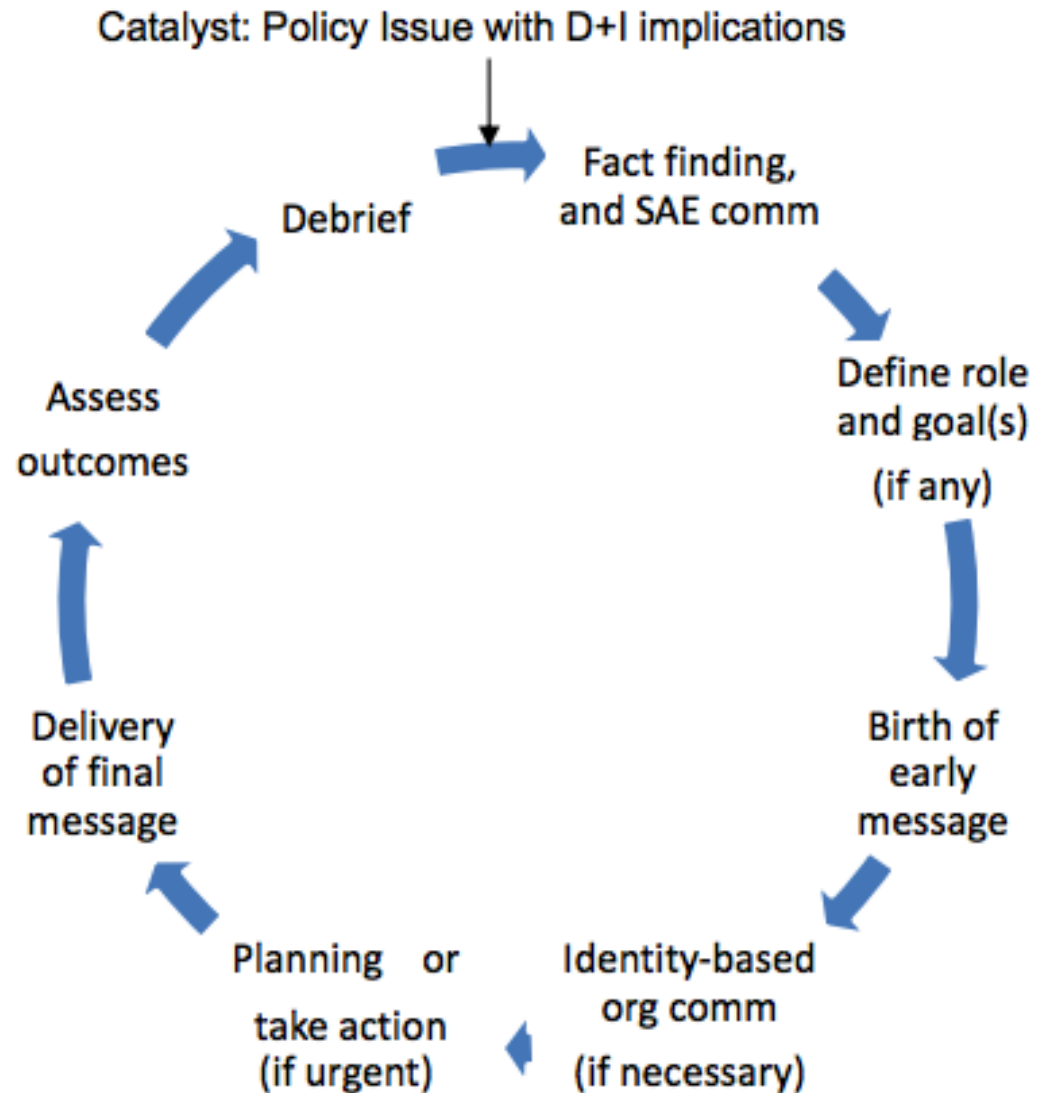 Catalyst: Policy Issue with D+I implications
Fact finding,
and SAE comm
Define role
and goal(s)
(if any)
Birth of
early
message
Identity-based
org comm
(if necessary)
Planning or
take action
(if urgent)
Delivery
of final
message
Assess
outcomes
Debrief